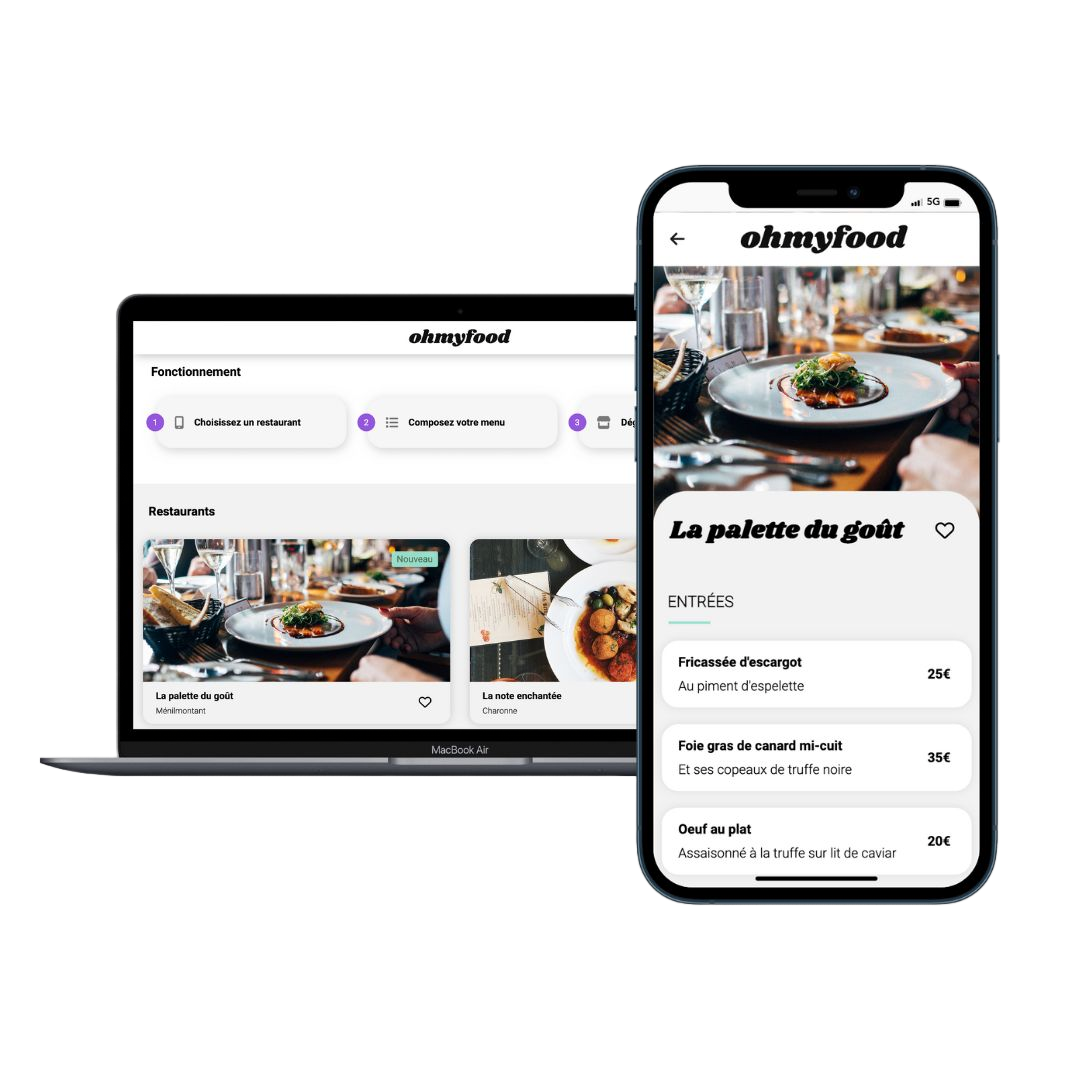 ohmyfood
Fonctionnement
1 Choisissez un restaurant
2 Composez votre menu
3
Restaurants
Nouveau
La palette du goût
Ménilmontant
La note enchantée
Charonne
MacBook Air
5G
ohmyfood
La palette du goût
ENTRÉES
Fricassée d'escargot
Au piment d'espelette
25€
Foie gras de canard mi-cuit
Et ses copeaux de truffe noire
35€
Oeuf au plat
Assaisonné à la truffe sur lit de caviar
20€